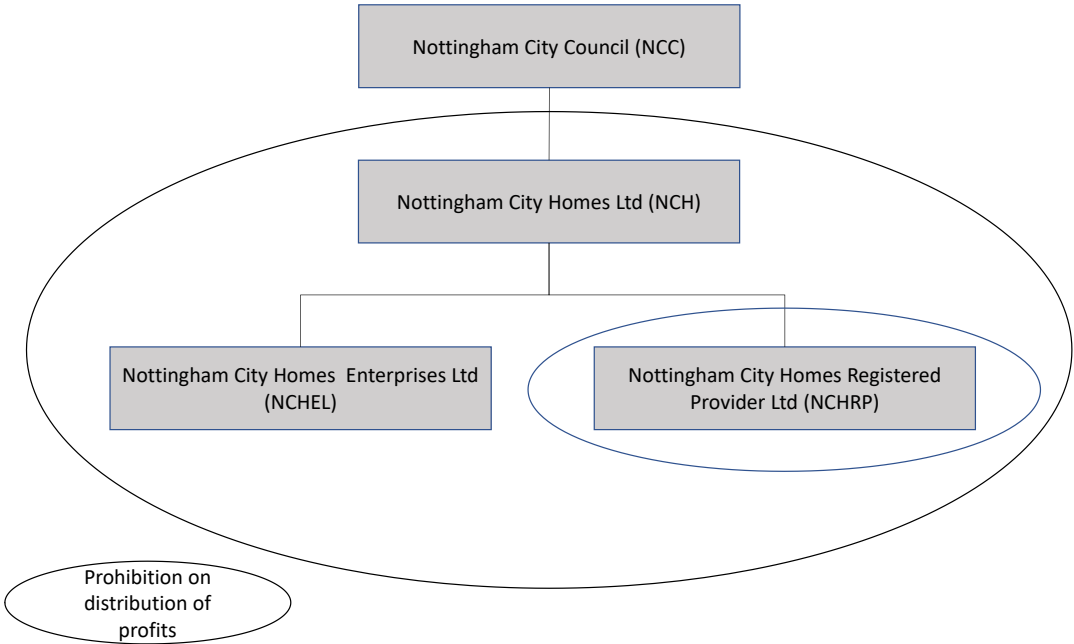 Nottingham City Council (NCC)
Nottingham City Homes Ltd (NCH)
Nottingham City Homes  Enterprises Ltd
(NCHEL)
Nottingham City Homes Registered
Provider Ltd (NCHRP)
Prohibition on
distribution of
profits